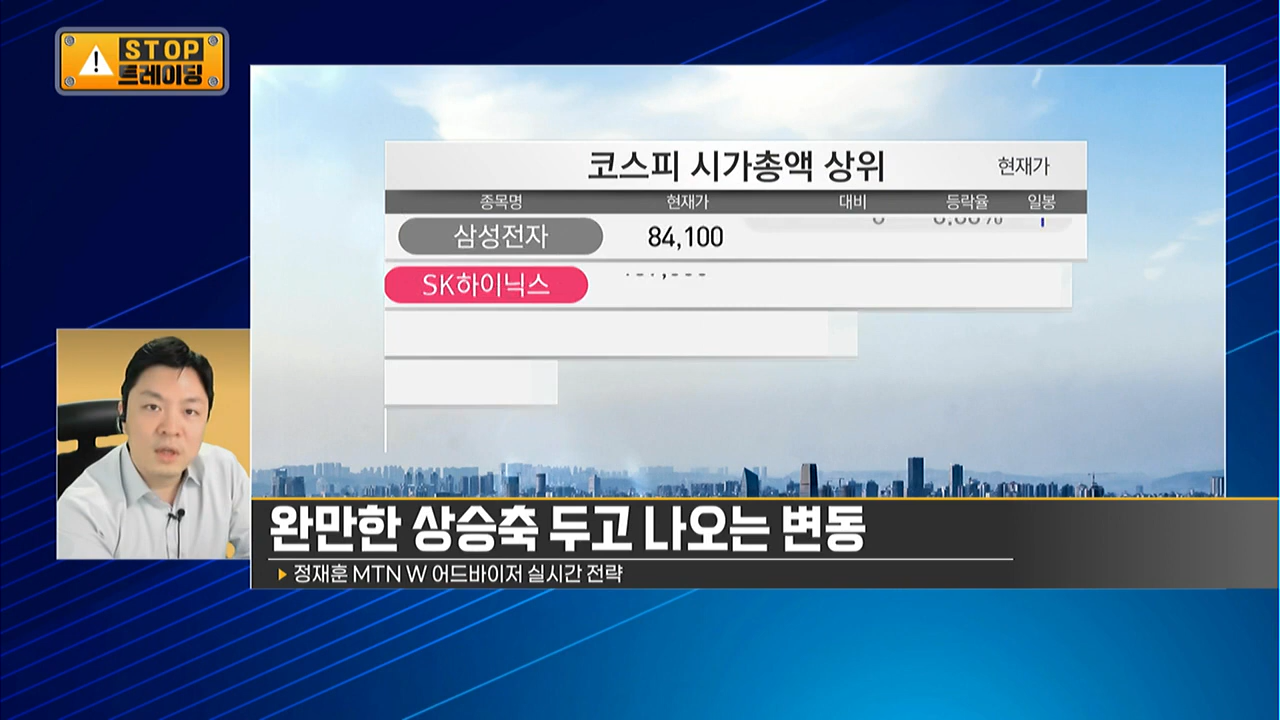 STOP
트레이딩
코스피 시가총액 상위
현재가
종목명 현재가 대비 등락율 일봉
삼성전자 84,100
SK하이닉스
완만한 상승축 두고 나오는 변동
정재훈 MTN W 어드바이저 실시간 전략